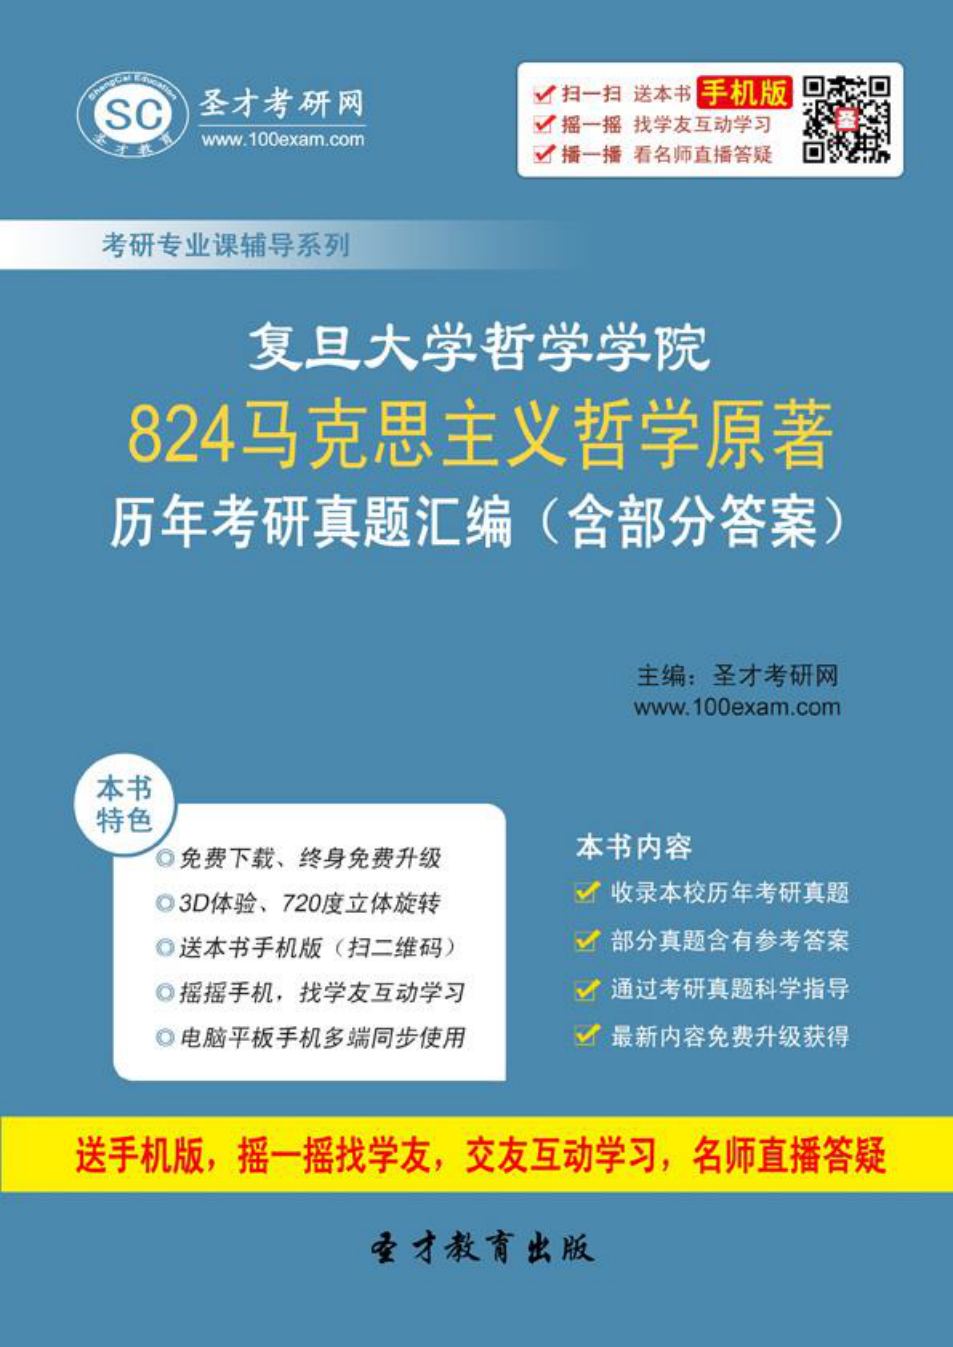 ShengCai Education
SC
圣才教育
圣才考研网
www.100exam.com
扫一扫 送本书 手机版
摇一摇 找学友互动学习
播一播 看名师直播答疑
圣
考研专业课辅导系列
复旦大学哲学学院
824马克思主义哲学原著
历年考研真题汇编（含部分答案）
主编：圣才考研网
www.100exam.com
本书
特色
◎免费下载、终身免费升级
◎3D体验、720度立体旋转
◎送本书手机版（扫二维码）
◎摇摇手机，找学友互动学习
◎电脑平板手机多端同步使用
本书内容
收录本校历年考研真题
部分真题含有参考答案
通过考研真题科学指导
最新内容免费升级获得
送手机版，摇一摇找学友，交友互动学习，名师直播答疑
圣才教育出版